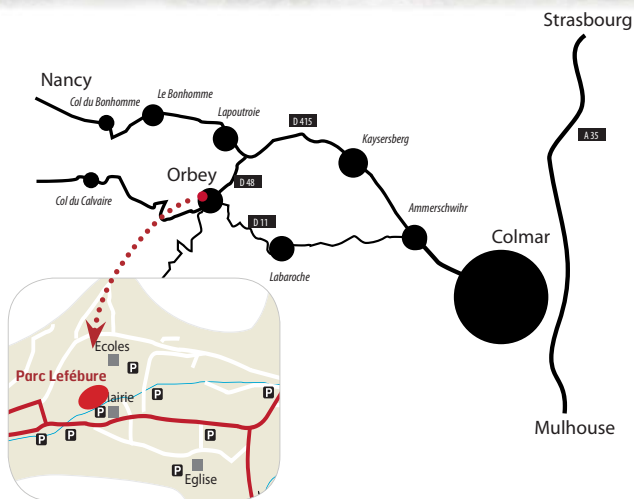 Strasbourg
Nancy
Col du Bonhomme
Le Bonhomme
Lapoutroie
D 415
Kaysersberg
A 35
Orbey
D 48
Col du Calvaire
D 11
Ammerschwihr
Colmar
Labaroche
Ecoles
P
Parc Lefébure
P
P
airie
P
P
P
P
P
P
Eglise
Mulhouse